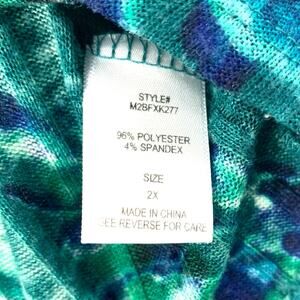 STYLE#
M2BFXK277
96% POLYESTER
4% SPANDEX
SIZE
2X
MADE IN CHINA
SEE REVERSE FOR CARE